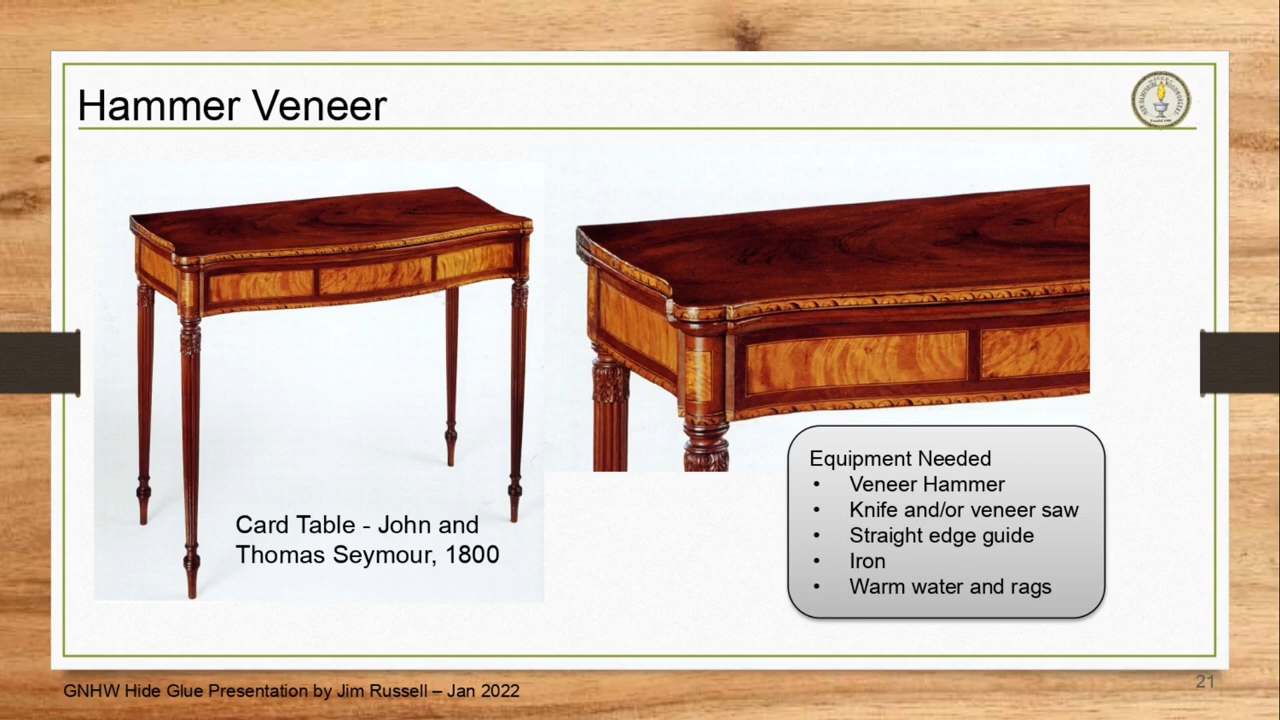 Hammer Veneer
Card Table - John and
Thomas Seymour, 1800
Equipment Needed
• Veneer Hammer
• Knife and/or veneer saw
• Straight edge guide
• Iron
• Warm water and rags
GNHW Hide Glue Presentation by Jim Russell – Jan 2022
21